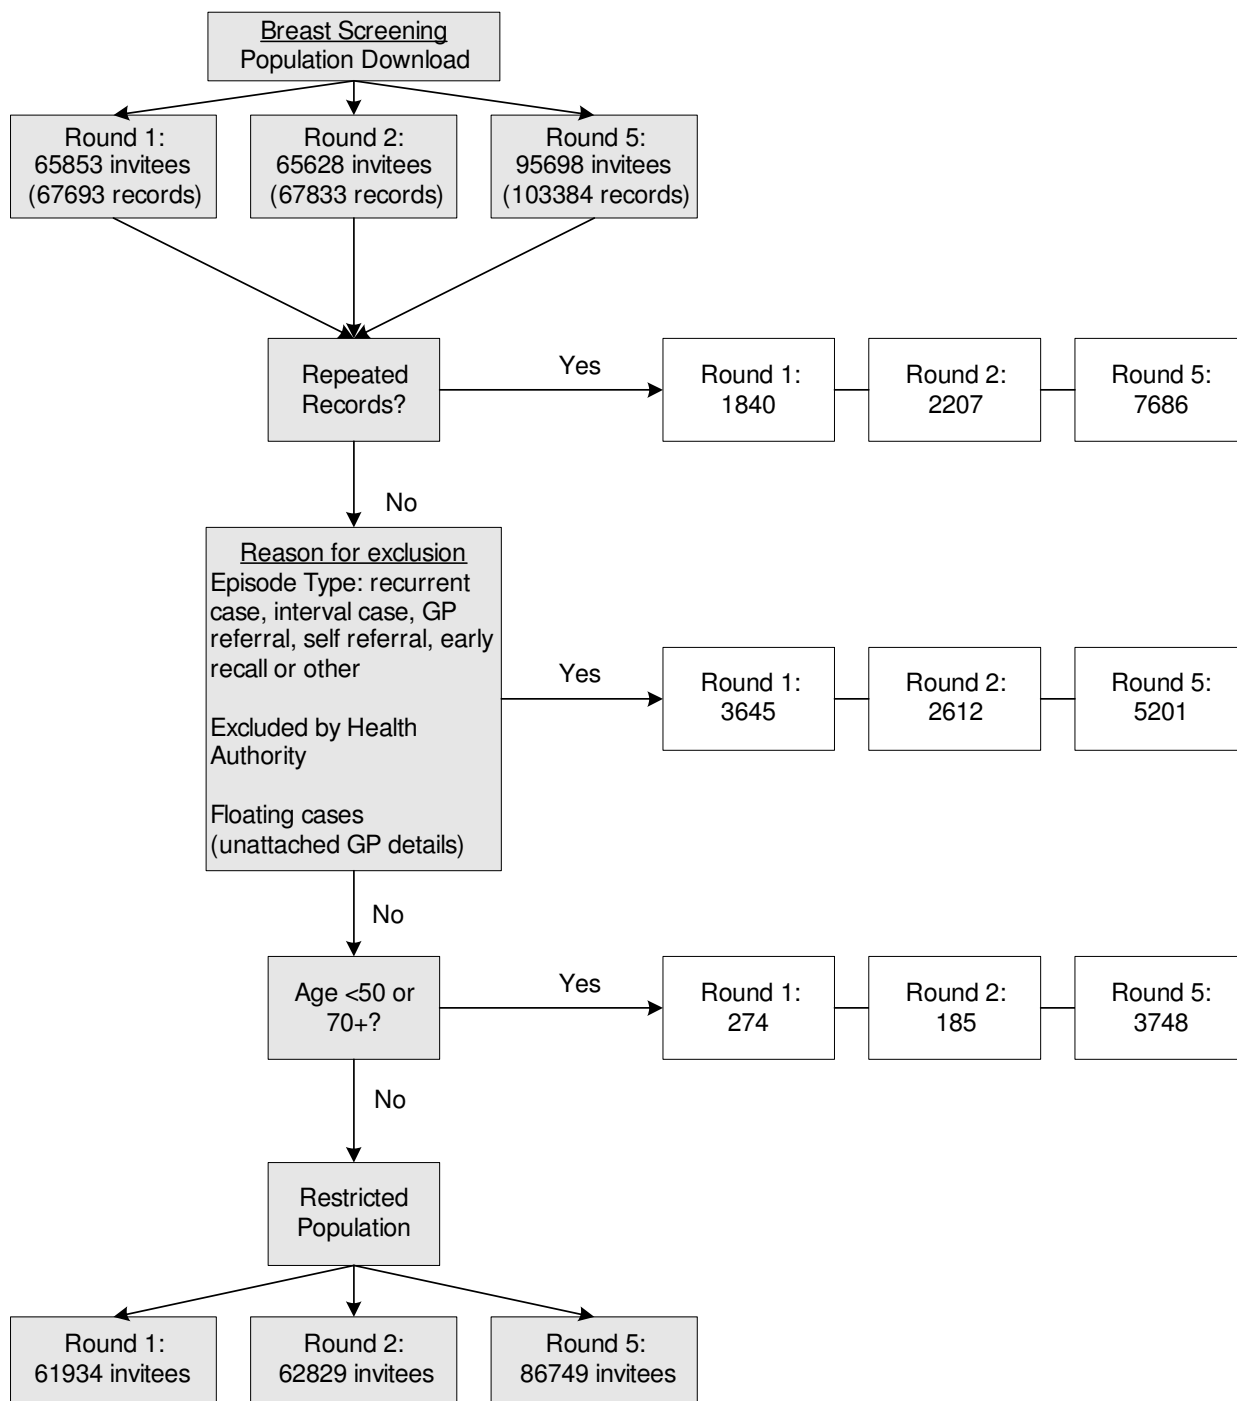 Breast Screening
Population Download
Round 1:
65853 invitees
(67693 records)
Round 2:
65628 invitees
(67833 records)
Round 5:
95698 invitees
(103384 records)
Repeated
Records?
Yes
Round 1:
1840
Round 2:
2207
Round 5:
7686
No
Reason for exclusion
Episode Type: recurrent
case, interval case, GP
referral, self referral, early
recall or other
Excluded by Health
Authority
Floating cases
(unattached GP details)
Yes
Round 1:
3645
Round 2:
2612
Round 5:
5201
No
Age <50 or
70+?
Yes
Round 1:
274
Round 2:
185
Round 5:
3748
No
Restricted
Population
Round 1:
61934 invitees
Round 2:
62829 invitees
Round 5:
86749 invitees